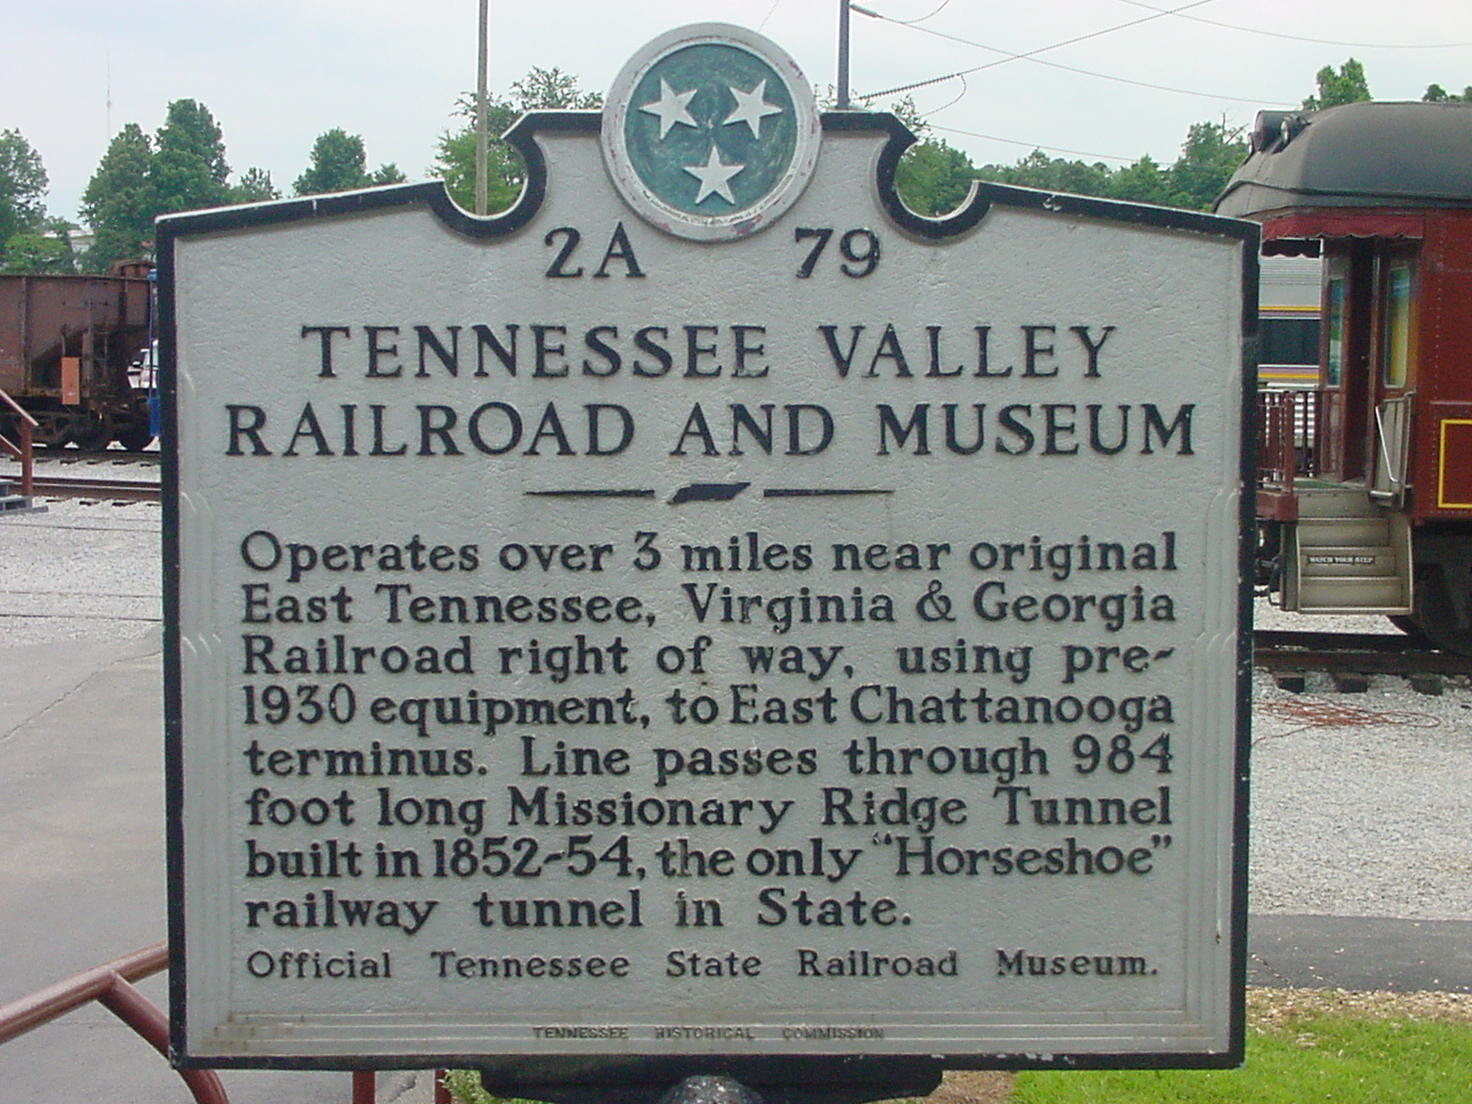 2A 79
TENNESSEE VALLEY
RAILROAD AND MUSEUM
Operates over 3 miles near original
East Tennessee, Virginia & Georgia
Railroad right of way, using pre-
1930 equipment, to East Chattanooga
terminus. Line passes through 984
foot long Missionary Ridge Tunnel
built in 1852-54, the only "Horseshoe"
railway tunnel in State.
Official Tennessee State Railroad Museum.
TENNESSEE HISTORICAL COMMISSION
WATCH YOUR STEP